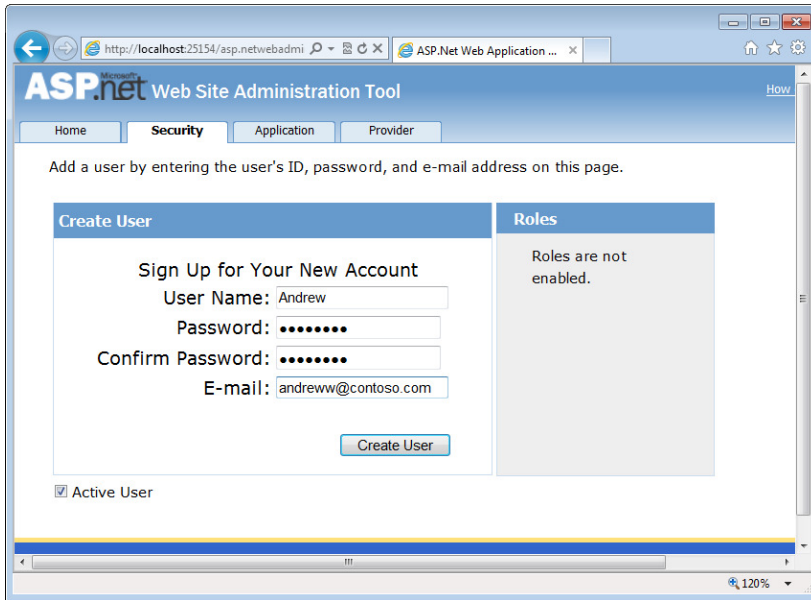 http://localhost:25154/asp.netwebadmi
ASP.Net Web Application ...
Microsoft
ASP.net Web Site Administration Tool
How
Home Security Application Provider
Add a user by entering the user's ID, password, and e-mail address on this page.
Create User
Sign Up for Your New Account
User Name: Andrew
Password: ••••••••
Confirm Password: ••••••••
E-mail: andreww@contoso.com
Create User
Active User
Roles
Roles are not
enabled.
120%